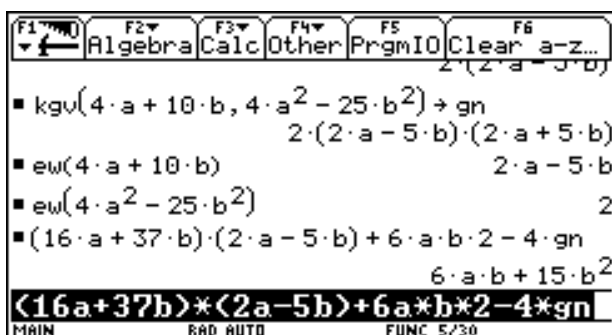 F1 F2 F3 F4 F5 F6
Algebra Calc Other PrgmIO Clear a-z…
▪ kgv(4·a + 10·b, 4·a² − 25·b²) → gn
2·(2·a − 5·b)·(2·a + 5·b)
▪ ew(4·a + 10·b) 2·a − 5·b
▪ ew(4·a² − 25·b²) 2
▪ (16·a + 37·b)·(2·a − 5·b) + 6·a·b·2 − 4·gn
6·a·b + 15·b²
(16a+37b)*(2a-5b)+6a*b*2-4*gn
MAIN RAD AUTO FUNC 5/30